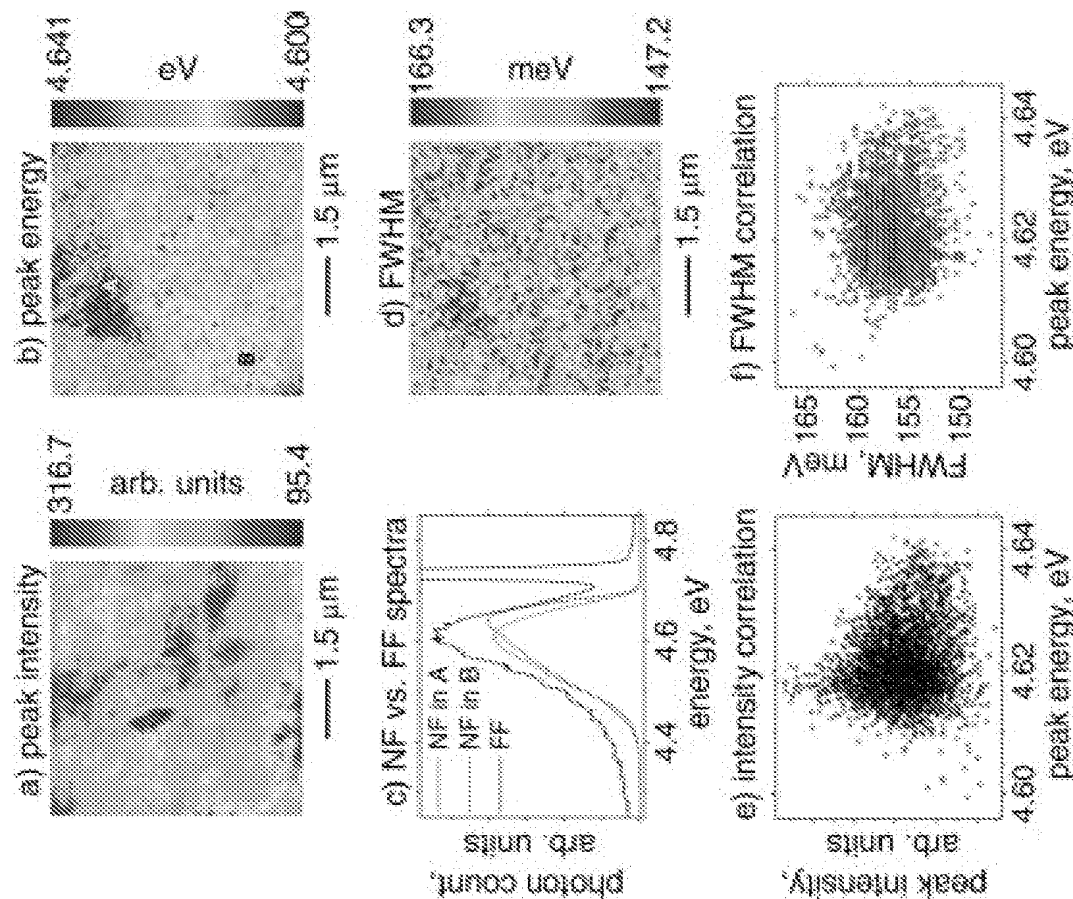 a) peak intensity
316.7
arb. units
95.4
1.5 μm
b) peak energy
4.641
eV
4.600
1.5 μm
c) NF vs. FF spectra
NF in A
NF in B
FF
photon count,
arb. units
4.4
4.6
4.8
energy, eV
d) FWHM
166.3
meV
147.2
1.5 μm
e) intensity correlation
peak intensity,
arb. units
4.60
4.62
4.64
peak energy, eV
f) FWHM correlation
FWHM, meV
165
160
155
150
4.60
4.62
4.64
peak energy, eV